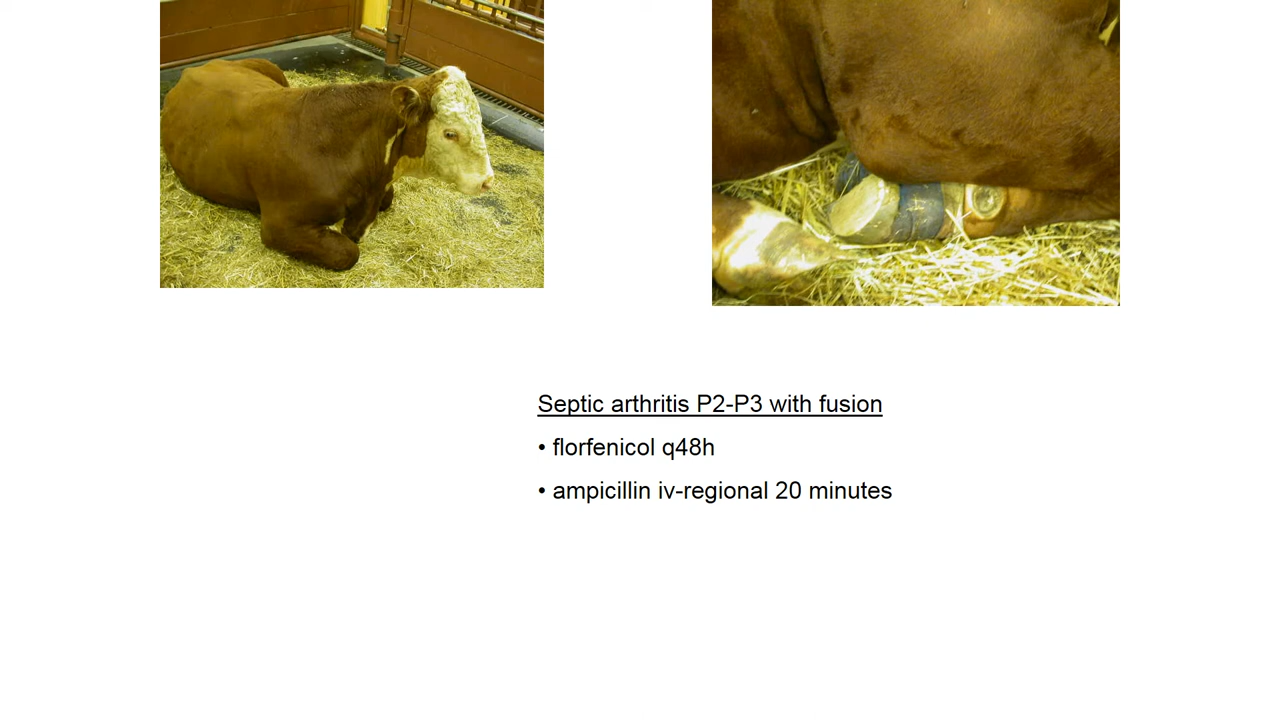 Septic arthritis P2-P3 with fusion
• florfenicol q48h
• ampicillin iv-regional 20 minutes